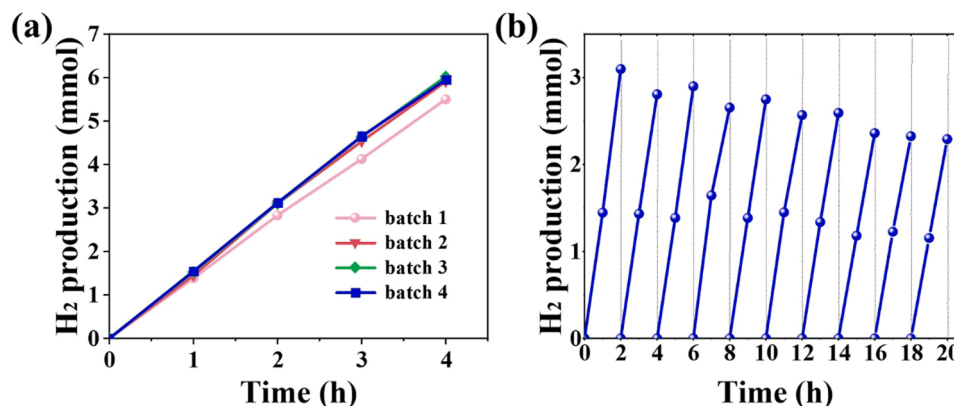 (a)
H₂ production (mmol)
7
6
5
4
3
2
1
0
batch 1
batch 2
batch 3
batch 4
0 1 2 3 4
Time (h)
(b)
H₂ production (mmol)
3
2
1
0
0 2 4 6 8 10 12 14 16 18 20
Time (h)